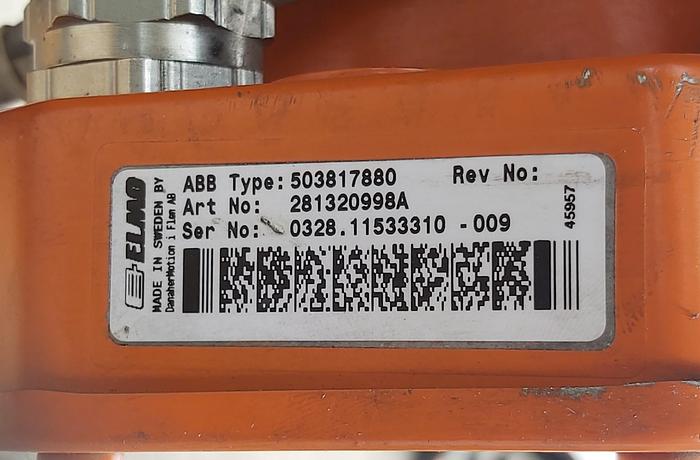 ELMO
MADE IN SWEDEN BY
DanaherMotion i Flen AB
ABB Type: 503817880 Rev No:
Art No: 281320998A
Ser No: 0328.11533310 -009
45957